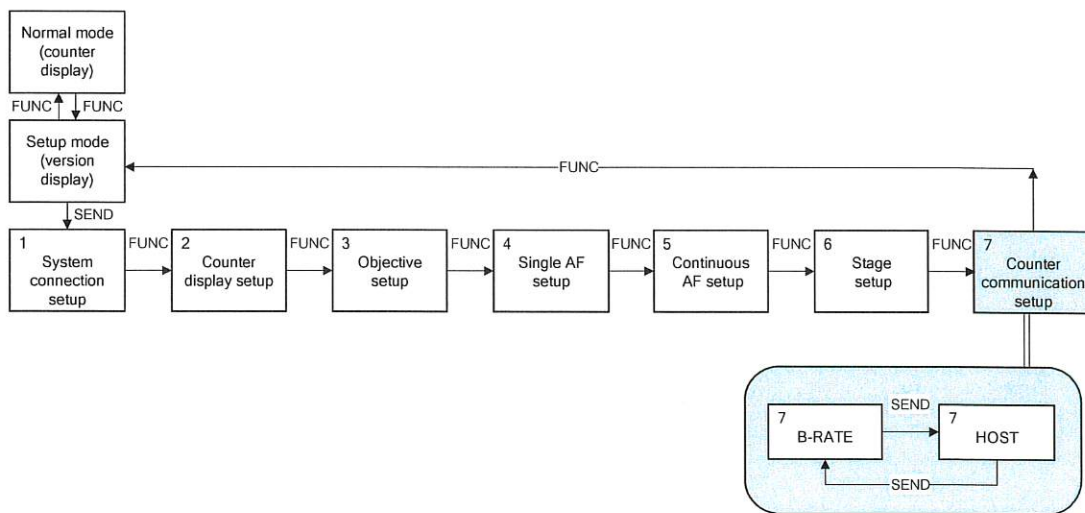 Normal mode
(counter
display)
FUNC
FUNC
Setup mode
(version
display)
FUNC
SEND
1
System
connection
setup
FUNC
2
Counter
display setup
FUNC
3
Objective
setup
FUNC
4
Single AF
setup
FUNC
5
Continuous
AF setup
FUNC
6
Stage
setup
FUNC
7
Counter
communication
setup
7
B-RATE
SEND
7
HOST
SEND